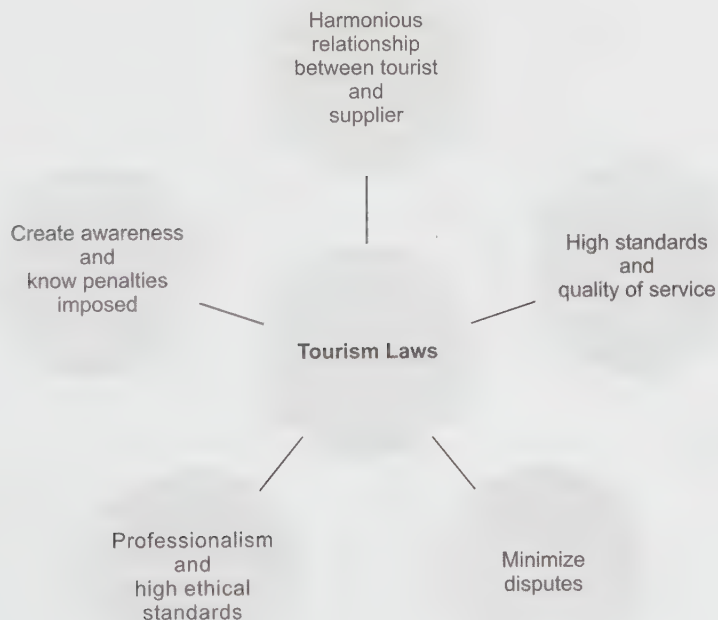 Harmonious
relationship
between tourist
and
supplier
Create awareness
and
know penalties
imposed
High standards
and
quality of service
Tourism Laws
Professionalism
and
high ethical
standards
Minimize
disputes